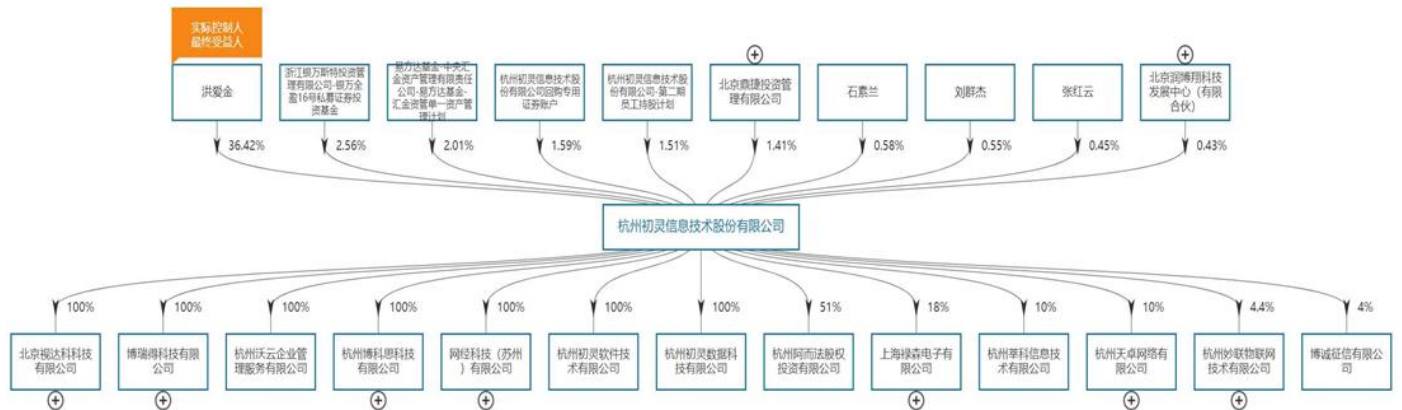 实际控制人
最终受益人
洪爱金
浙江银万斯特投资管
理有限公司-银万全
盈16号私募证券投
资基金
易方达基金-中央汇
金资产管理有限责任
公司-易方达基金-
汇金资管单一资产管
理计划
杭州初灵信息技术股
份有限公司回购专用
证券账户
杭州初灵信息技术股
份有限公司-第二期
员工持股计划
北京鼎捷投资管
理有限公司
石素兰
刘群杰
张红云
北京润博翔科技
发展中心（有限
合伙）
36.42%
2.56%
2.01%
1.59%
1.51%
1.41%
0.58%
0.55%
0.45%
0.43%
杭州初灵信息技术股份有限公司
100%
100%
100%
100%
100%
100%
100%
51%
18%
10%
10%
4.4%
4%
北京视达科科技
有限公司
博瑞得科技有限
公司
杭州沃云企业管
理服务有限公司
杭州博科思科技
有限公司
网经科技（苏州
）有限公司
杭州初灵软件技
术有限公司
杭州初灵数据科
技有限公司
杭州阿而法股权
投资有限公司
上海禄森电子有
限公司
杭州莘科信息技
术有限公司
杭州天卓网络有
限公司
杭州妙联物联网
技术有限公司
博诚征信有限公
司